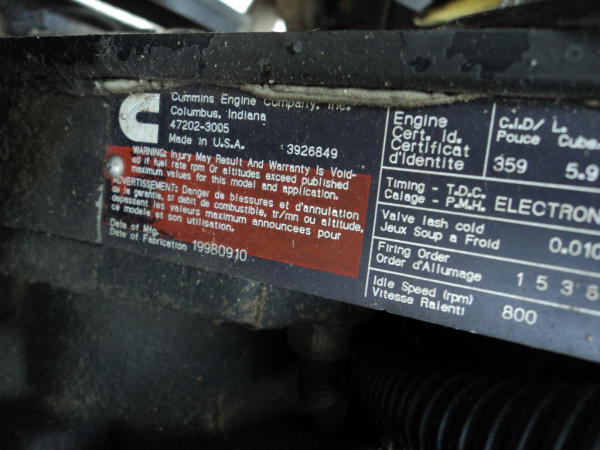 Cummins
Cummins Engine Company, Inc.
Columbus, Indiana
47202-3005
Made in U.S.A.
3926849
WARNING: Injury May Result And Warranty Is Void-
ed if fuel rate rpm Or altitudes exceed published
maximum values for this model and application.
AVERTISSEMENT: Danger de blessures et d'annulation
de la garantie, si debit de combustible, tr/mn ou altitude,
depassent les valeurs maximum announcees pour
ce modele et son utilisation.
Date of Mfg.
Date of Fabrication 19980910
Engine
Cert. Id.
Certificat
d'Identite
C.I.D/ L.
Pouce Cube
359 5.9
Timing - T.D.C.
Calage - P.M.H.
ELECTRON
Valve lash cold
Jeux Soup a Froid
0.010
Firing Order
Order d'Allumage
1 5 3 6
Idle Speed (rpm)
Vitesse Ralenti
800